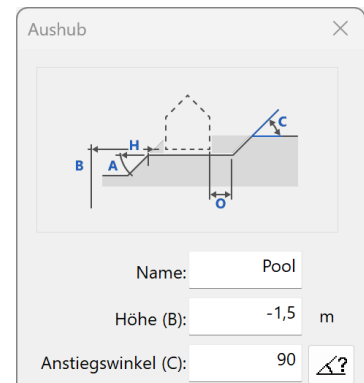 Aushub
C
H
B
A
O
Name: Pool
Höhe (B): -1,5 m
Anstiegswinkel (C): 90 ?